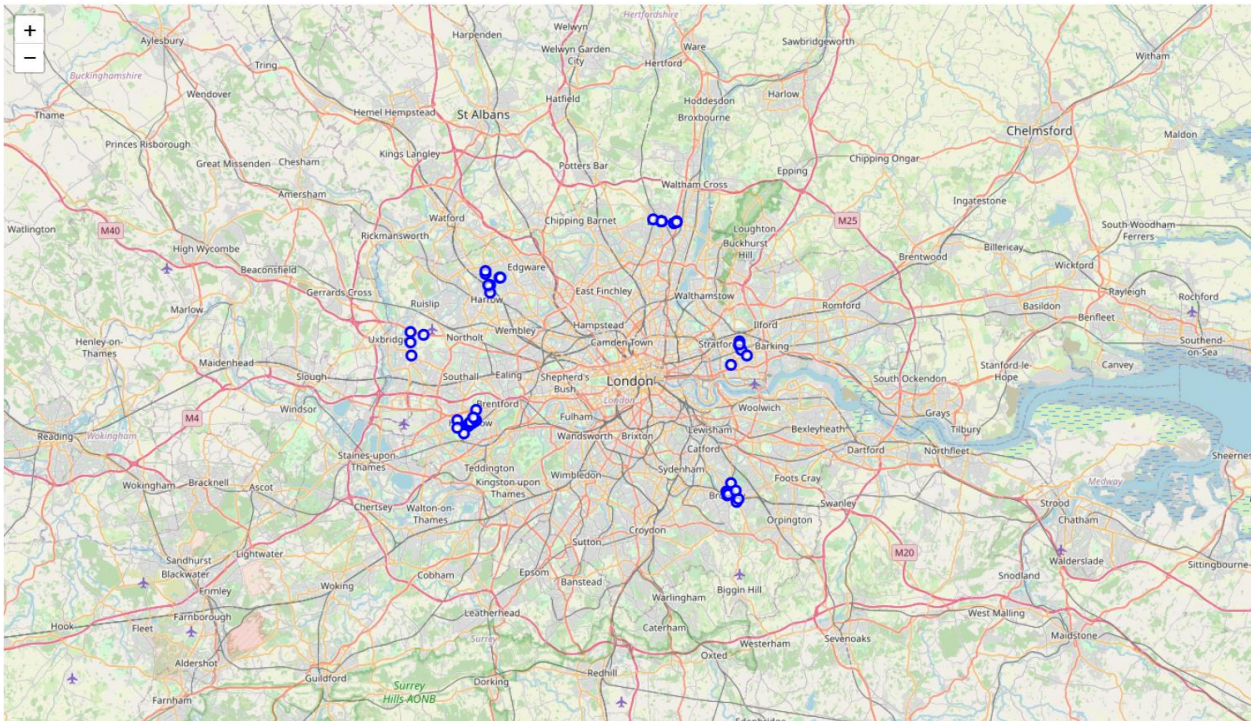 +
−
Hertfordshire
Welwyn
Harpenden
Sawbridgeworth
Aylesbury
Welwyn Garden
City
Ware
Witham
Tring
Hertford
Buckinghamshire
Wendover
Hatfield
Hoddesdon
Harlow
Thame
Hemel Hempstead
St Albans
Broxbourne
Chelmsford
Maldon
Princes Risborough
Kings Langley
Great Missenden
Chesham
Potters Bar
Epping
Chipping Ongar
Waltham Cross
Amersham
Ingatestone
Watford
Chipping Barnet
Loughton
M25
South Woodham
Ferrers
Watlington
M40
Rickmansworth
Buckhurst
Hill
High Wycombe
Billericay
Brentwood
Beaconsfield
Edgware
Wickford
Gerrards Cross
East Finchley
Walthamstow
Rayleigh
Rochford
Marlow
Ruislip
Harrow
Romford
Basildon
Benfleet
Hampstead
Ilford
Henley-on-
Thames
Uxbridge
Northolt
Wembley
Camden Town
Stratford
Barking
Southend-
on-Sea
Maidenhead
Stanford-le-
Hope
Canvey
Slough
Southall
Ealing
Shepherd's
Bush
London
South Ockendon
Windsor
Brentford
London
Woolwich
M4
Fulham
Grays
Tilbury
Reading
Wokingham
Wandsworth
Brixton
Lewisham
Bexleyheath
Staines-upon-
Thames
Catford
Dartford
Northfleet
Sheerness
Teddington
Wokingham
Bracknell
Ascot
Kingston upon
Thames
Wimbledon
Sydenham
Foots Cray
Medway
Chertsey
Walton-on-
Thames
Swanley
Strood
Orpington
Chatham
Croydon
Sandhurst
Lightwater
Sutton
M20
Walderslade
Blackwater
Cobham
Epsom
Sittingbourne
Frimley
Woking
Banstead
Biggin Hill
Snodland
Farnborough
Warlingham
Hook
Fleet
Leatherhead
West Malling
Surrey
Caterham
Westerham
Sevenoaks
Maidstone
Aldershot
Oxted
Guildford
Dorking
Redhill
Surrey
Hills AONB
Farnham
Edenbridge